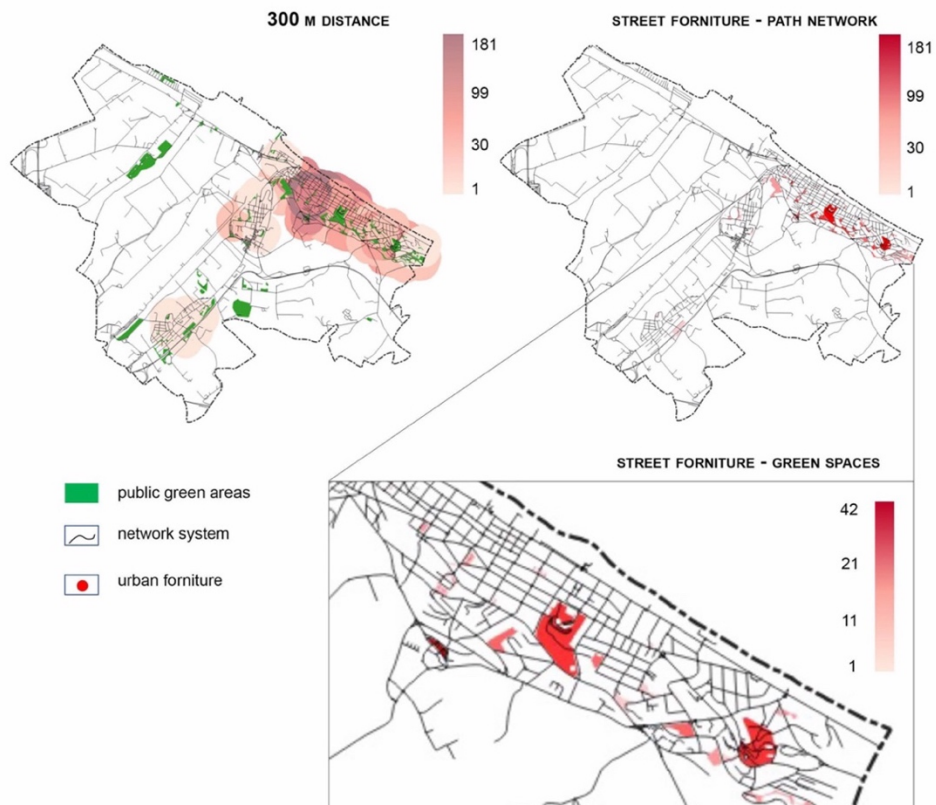 300 M DISTANCE
181
99
30
1
STREET FORNITURE - PATH NETWORK
181
99
30
1
STREET FORNITURE - GREEN SPACES
42
21
11
1
public green areas
network system
urban forniture